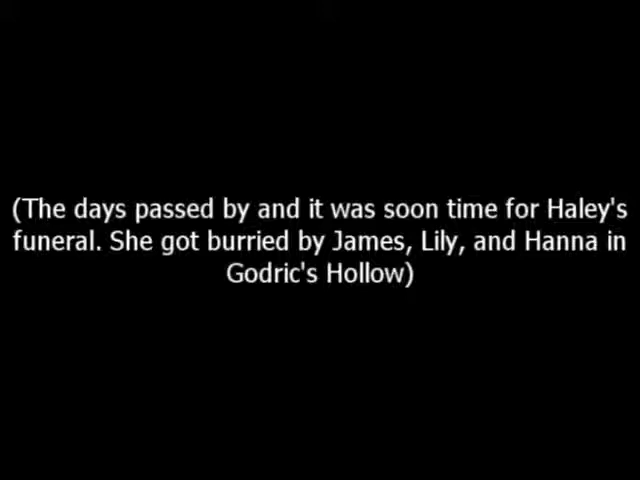 (The days passed by and it was soon time for Haley's
funeral. She got burried by James, Lily, and Hanna in
Godric's Hollow)